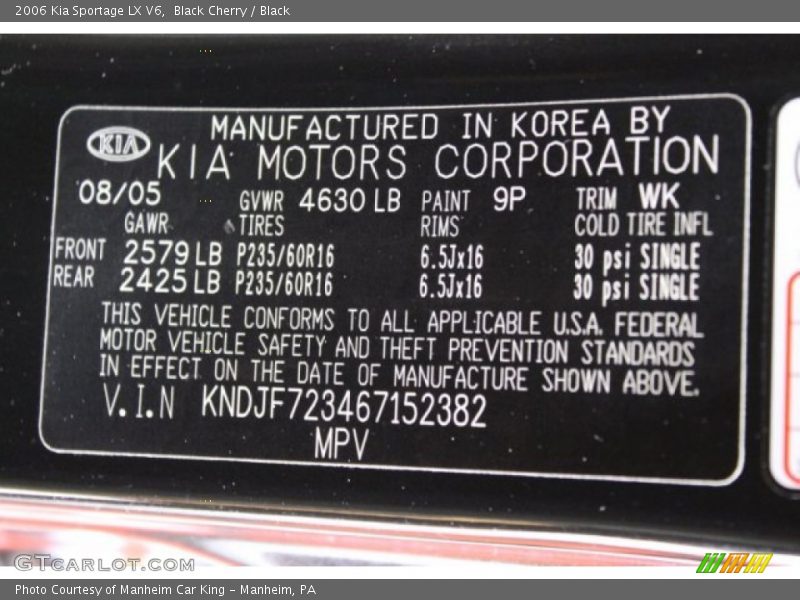 2006 Kia Sportage LX V6, Black Cherry / Black
MANUFACTURED IN KOREA BY
KIA KIA MOTORS CORPORATION
08/05 GVWR 4630 LB PAINT 9P TRIM WK
GAWR TIRES RIMS COLD TIRE INFL
FRONT 2579 LB P235/60R16 6.5Jx16 30 psi SINGLE
REAR 2425 LB P235/60R16 6.5Jx16 30 psi SINGLE
THIS VEHICLE CONFORMS TO ALL APPLICABLE U.S.A. FEDERAL
MOTOR VEHICLE SAFETY AND THEFT PREVENTION STANDARDS
IN EFFECT ON THE DATE OF MANUFACTURE SHOWN ABOVE.
V.I.N KNDJF723467152382
MPV
GTCARLOT.COM
Photo Courtesy of Manheim Car King - Manheim, PA